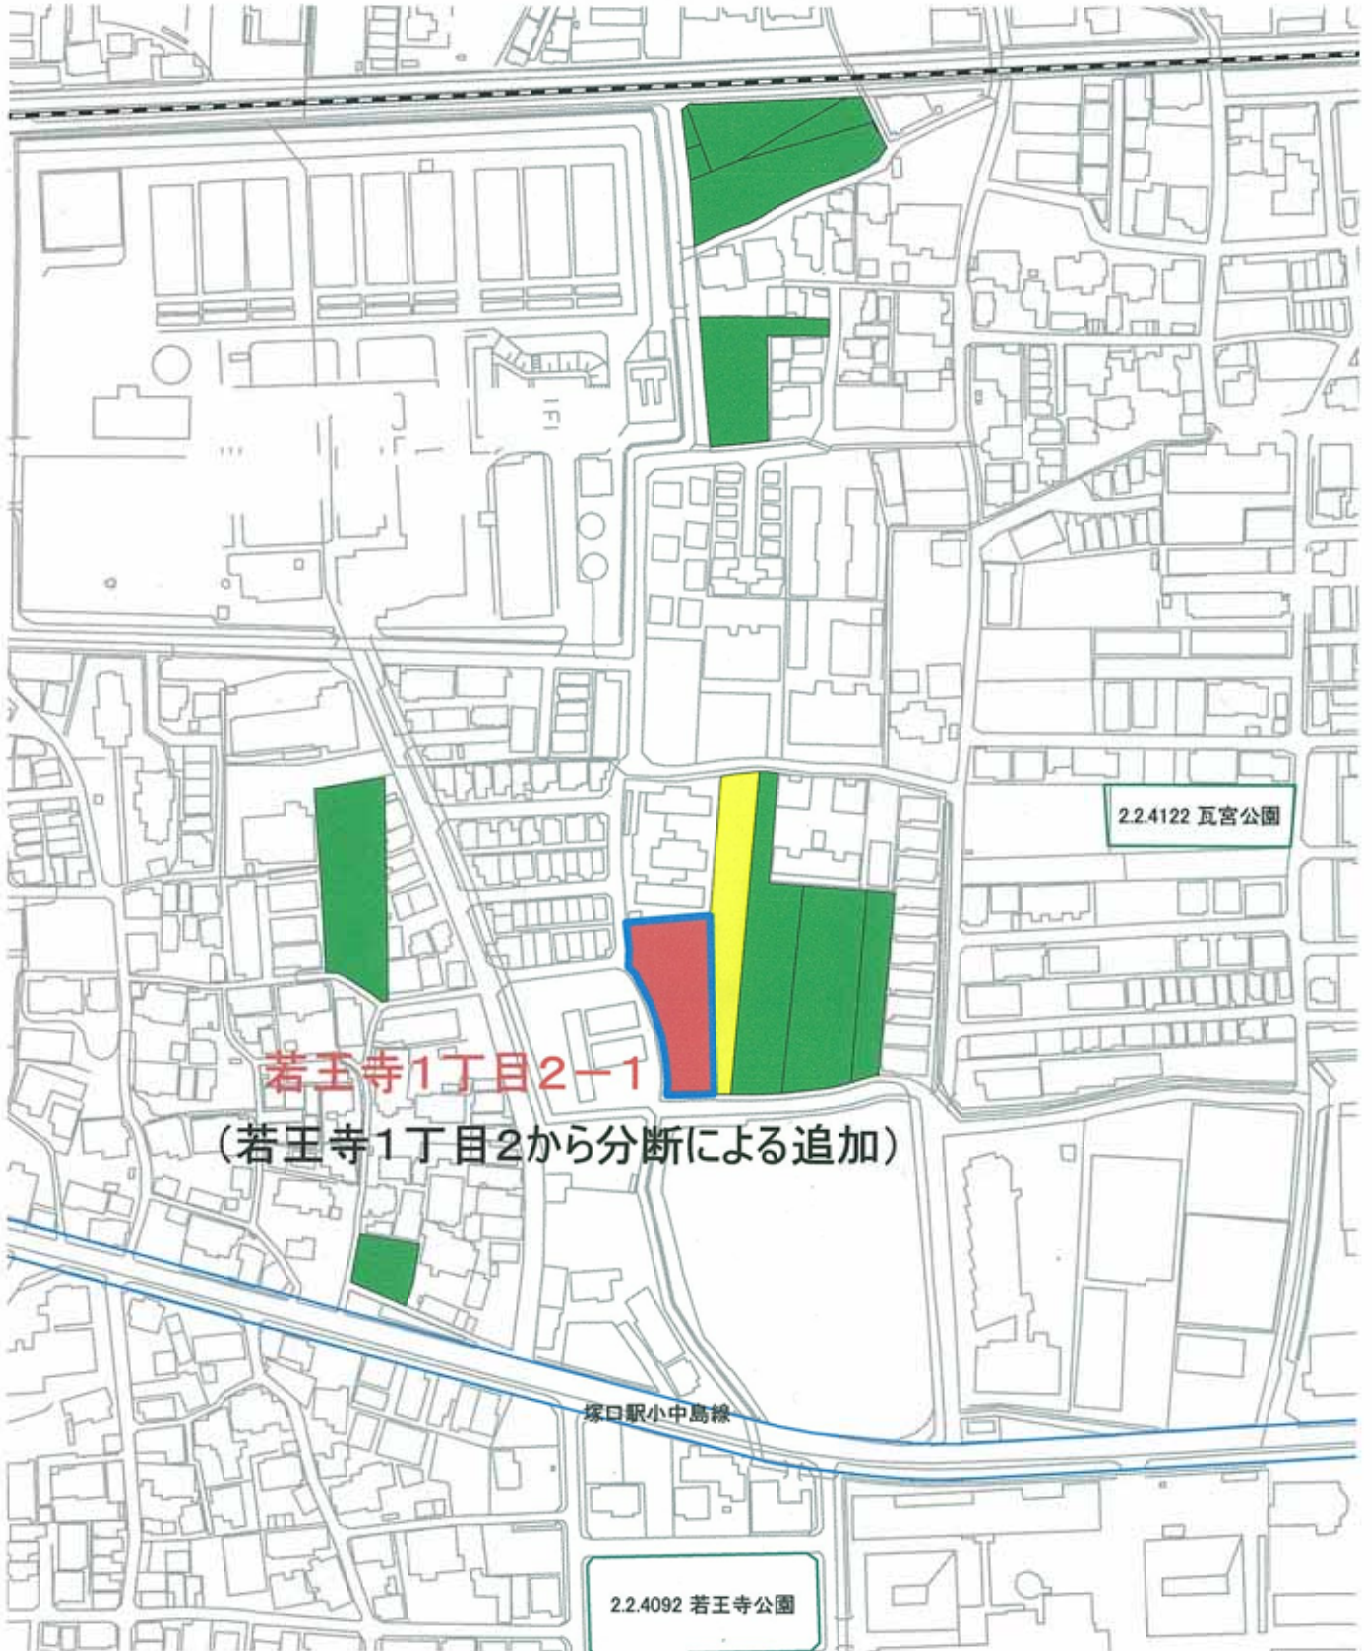 2.2.4122 瓦宮公園
若王寺1丁目2－1
（若王寺1丁目2から分断による追加）
塚口駅小中島線
2.2.4092 若王寺公園